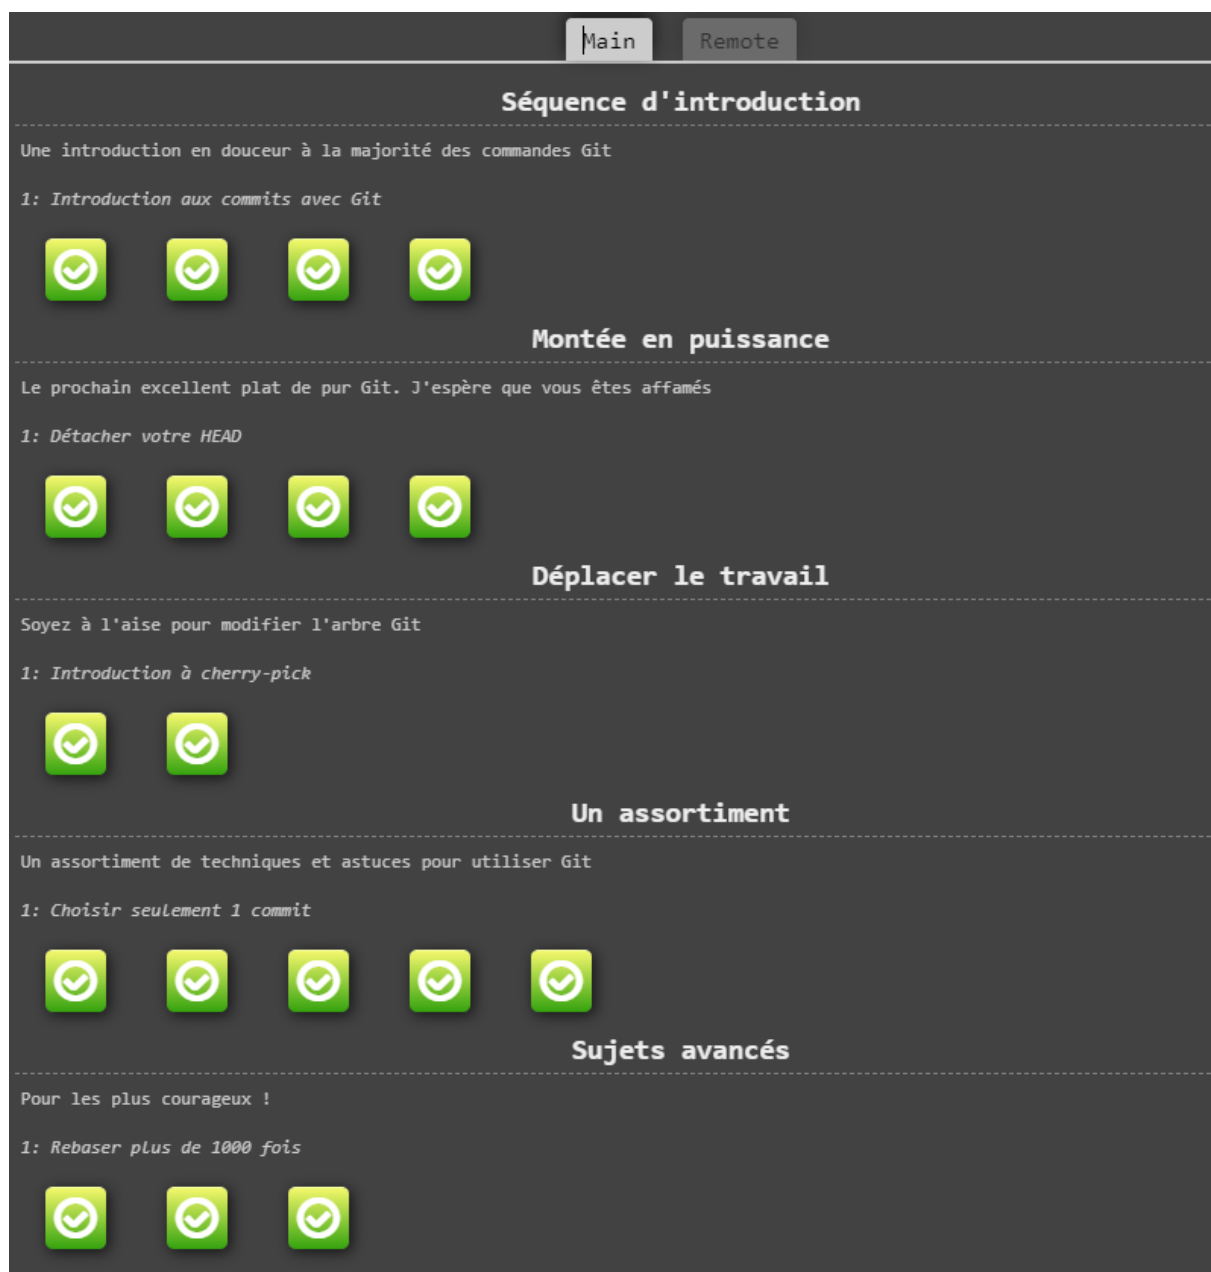 Main Remote
Séquence d'introduction
Une introduction en douceur à la majorité des commandes Git
1: Introduction aux commits avec Git
Montée en puissance
Le prochain excellent plat de pur Git. J'espère que vous êtes affamés
1: Détacher votre HEAD
Déplacer le travail
Soyez à l'aise pour modifier l'arbre Git
1: Introduction à cherry-pick
Un assortiment
Un assortiment de techniques et astuces pour utiliser Git
1: Choisir seulement 1 commit
Sujets avancés
Pour les plus courageux !
1: Rebaser plus de 1000 fois